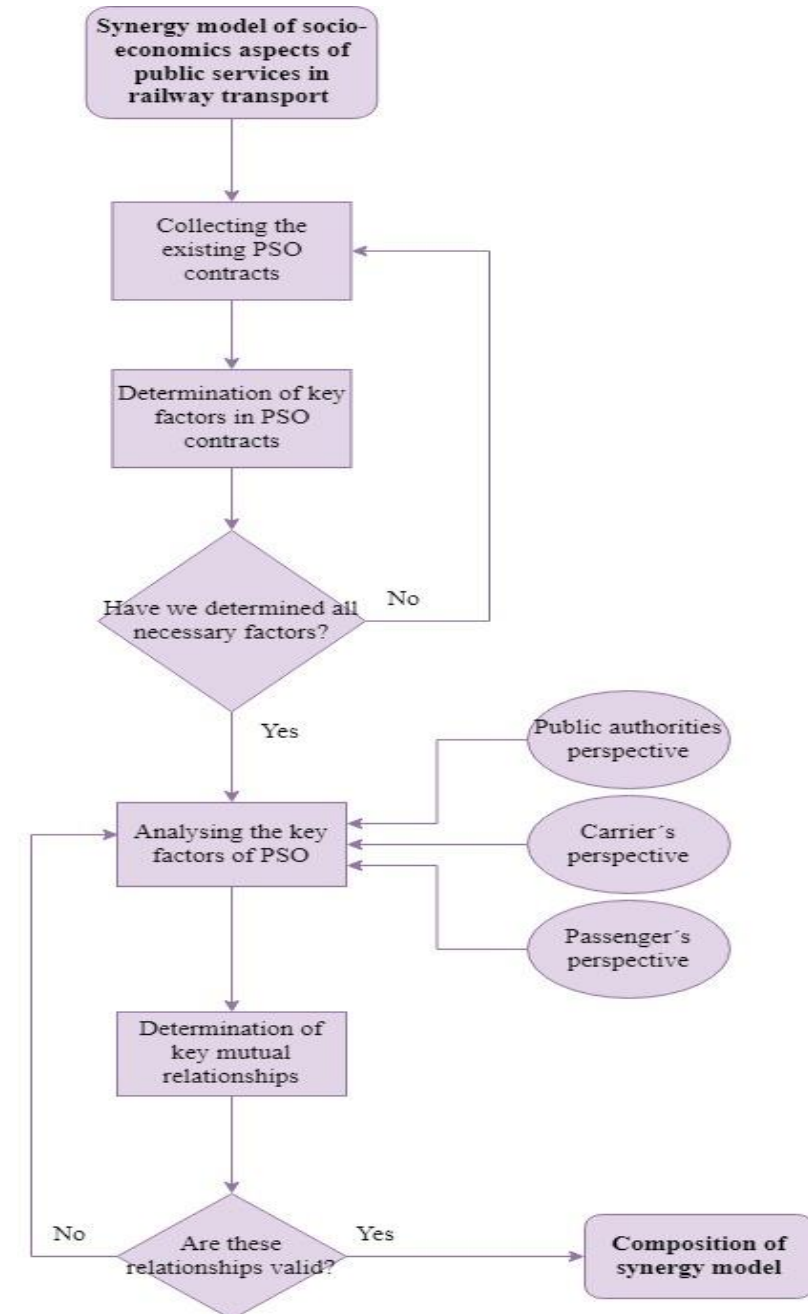 Synergy model of socio-
economics aspects of
public services in
railway transport
Collecting the
existing PSO
contracts
Determination of key
factors in PSO
contracts
Have we determined all
necessary factors?
No
Yes
Public authorities
perspective
Analysing the key
factors of PSO
Carrier´s
perspective
Passenger´s
perspective
Determination of
key mutual
relationships
No
Are these
relationships valid?
Yes
Composition of
synergy model